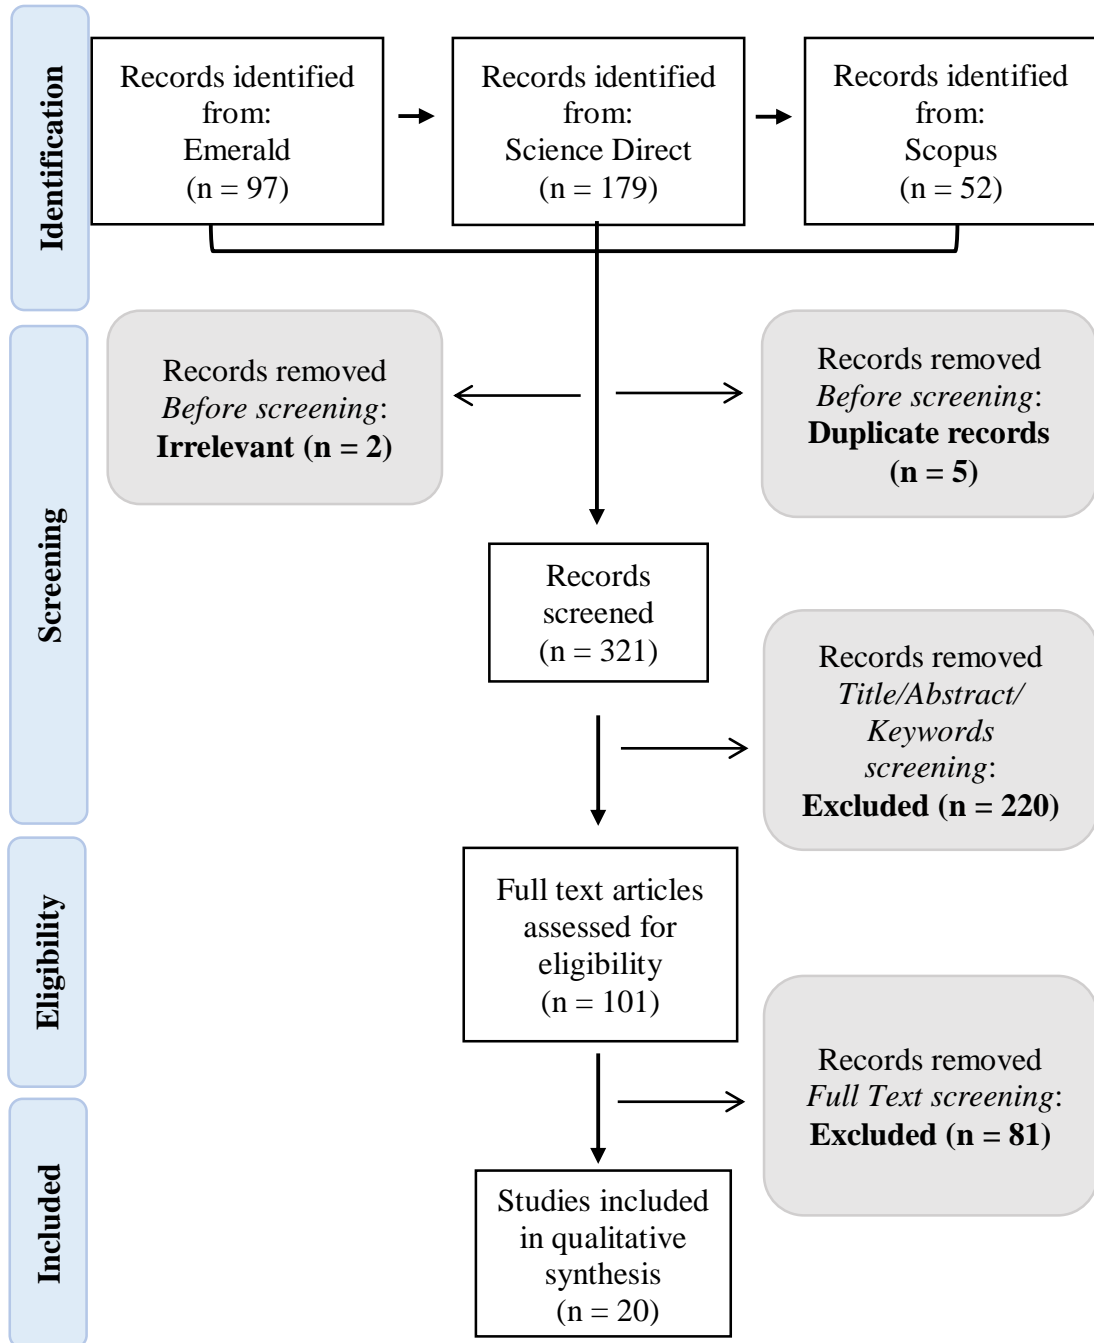 Identification
Records identified
from:
Emerald
(n = 97)
Records identified
from:
Science Direct
(n = 179)
Records identified
from:
Scopus
(n = 52)
Screening
Records removed
Before screening:
Irrelevant (n = 2)
Records removed
Before screening:
Duplicate records
(n = 5)
Records
screened
(n = 321)
Records removed
Title/Abstract/
Keywords
screening:
Excluded (n = 220)
Eligibility
Full text articles
assessed for
eligibility
(n = 101)
Records removed
Full Text screening:
Excluded (n = 81)
Included
Studies included
in qualitative
synthesis
(n = 20)